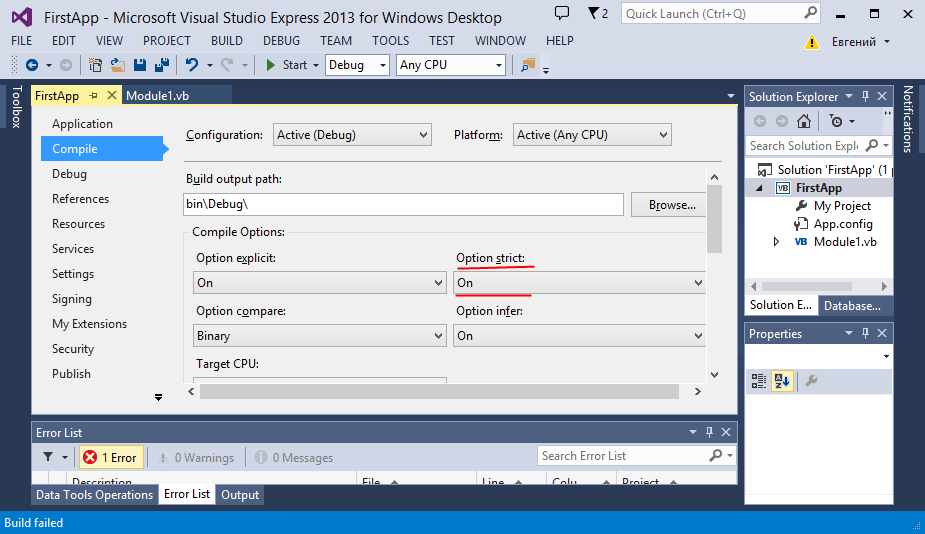 FirstApp - Microsoft Visual Studio Express 2013 for Windows Desktop
2
Quick Launch (Ctrl+Q)
FILE EDIT VIEW PROJECT BUILD DEBUG TEAM TOOLS TEST WINDOW HELP
Евгений
Start Debug Any CPU
Toolbox
FirstApp Module1.vb
Application
Compile
Debug
References
Resources
Services
Settings
Signing
My Extensions
Security
Publish
Configuration: Active (Debug) Platform: Active (Any CPU)
Build output path:
bin\Debug\ Browse...
Compile Options:
Option explicit: Option strict:
On On
Option compare: Option infer:
Binary On
Target CPU:
Solution Explorer
Search Solution Explo
Solution 'FirstApp' (1 p
VB FirstApp
My Project
App.config
VB Module1.vb
Solution E... Database...
Notifications
Properties
Error List
1 Error 0 Warnings 0 Messages Search Error List
Description File Line Colu Project
Data Tools Operations Error List Output
Build failed